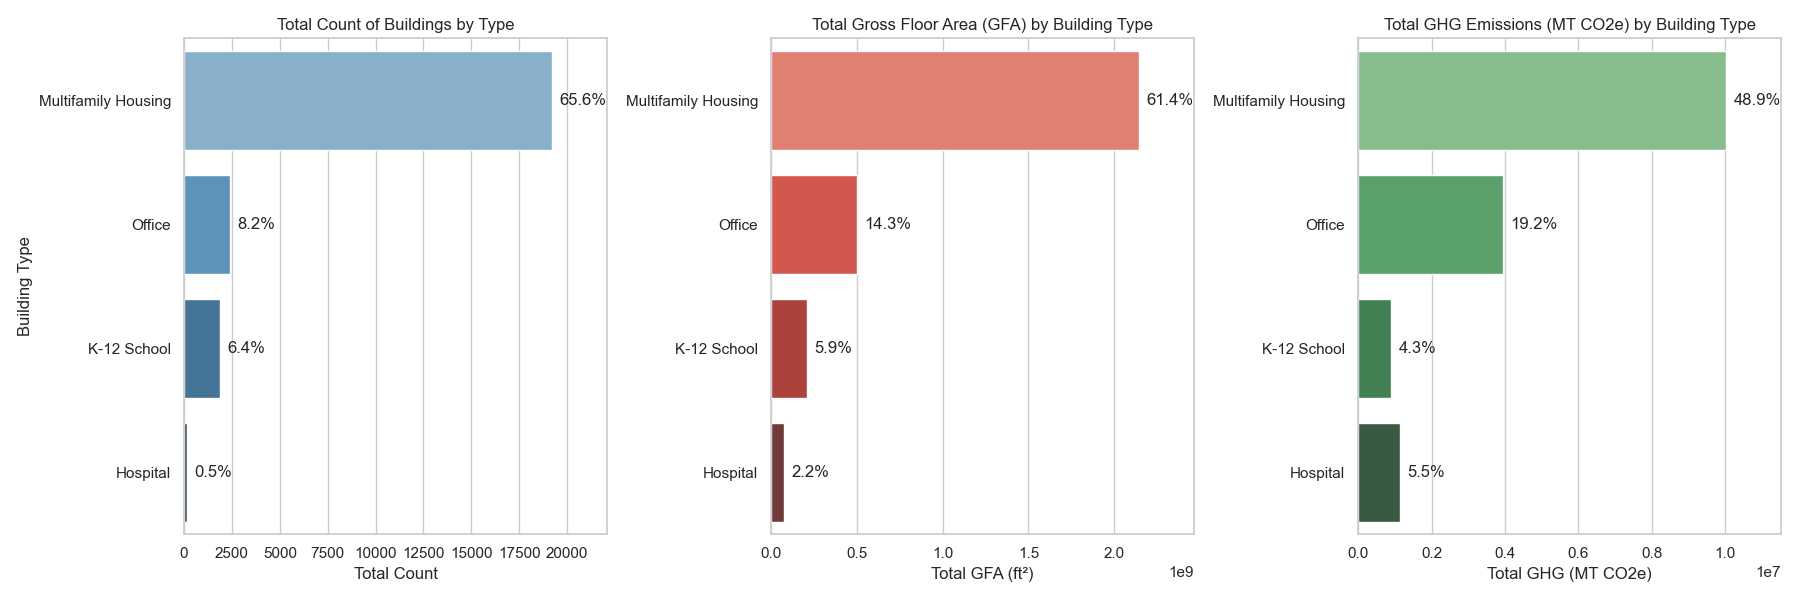 Total Count of Buildings by Type
Building Type
Multifamily Housing
65.6%
Office
8.2%
K-12 School
6.4%
Hospital
0.5%
0 2500 5000 7500 10000 12500 15000 17500 20000
Total Count
Total Gross Floor Area (GFA) by Building Type
Multifamily Housing
61.4%
Office
14.3%
K-12 School
5.9%
Hospital
2.2%
0.0 0.5 1.0 1.5 2.0
1e9
Total GFA (ft²)
Total GHG Emissions (MT CO2e) by Building Type
Multifamily Housing
48.9%
Office
19.2%
K-12 School
4.3%
Hospital
5.5%
0.0 0.2 0.4 0.6 0.8 1.0
1e7
Total GHG (MT CO2e)